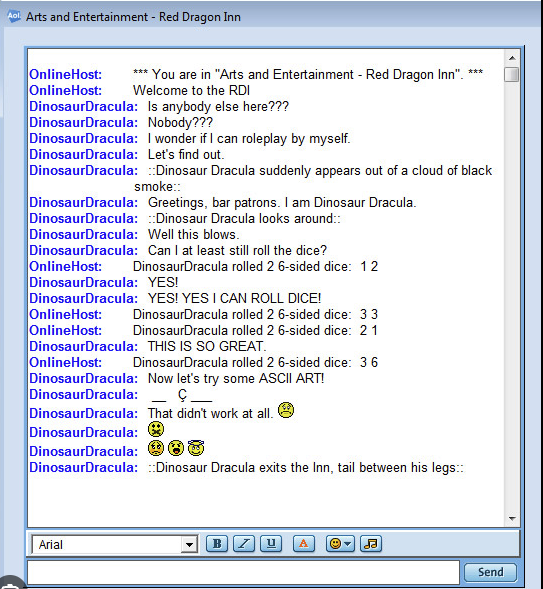 AOL Arts and Entertainment - Red Dragon Inn
OnlineHost: *** You are in "Arts and Entertainment - Red Dragon Inn". ***
OnlineHost: Welcome to the RDI
DinosaurDracula: Is anybody else here???
DinosaurDracula: Nobody???
DinosaurDracula: I wonder if I can roleplay by myself.
DinosaurDracula: Let's find out.
DinosaurDracula: ::Dinosaur Dracula suddenly appears out of a cloud of black
smoke::
DinosaurDracula: Greetings, bar patrons. I am Dinosaur Dracula.
DinosaurDracula: ::Dinosaur Dracula looks around::
DinosaurDracula: Well this blows.
DinosaurDracula: Can I at least still roll the dice?
OnlineHost: DinosaurDracula rolled 2 6-sided dice: 1 2
DinosaurDracula: YES!
DinosaurDracula: YES! YES I CAN ROLL DICE!
OnlineHost: DinosaurDracula rolled 2 6-sided dice: 3 3
OnlineHost: DinosaurDracula rolled 2 6-sided dice: 2 1
DinosaurDracula: THIS IS SO GREAT.
OnlineHost: DinosaurDracula rolled 2 6-sided dice: 3 6
DinosaurDracula: Now let's try some ASCII ART!
DinosaurDracula: __ Ç ___
DinosaurDracula: That didn't work at all.
DinosaurDracula:
DinosaurDracula:
DinosaurDracula: ::Dinosaur Dracula exits the Inn, tail between his legs::
Arial B I U A
Send